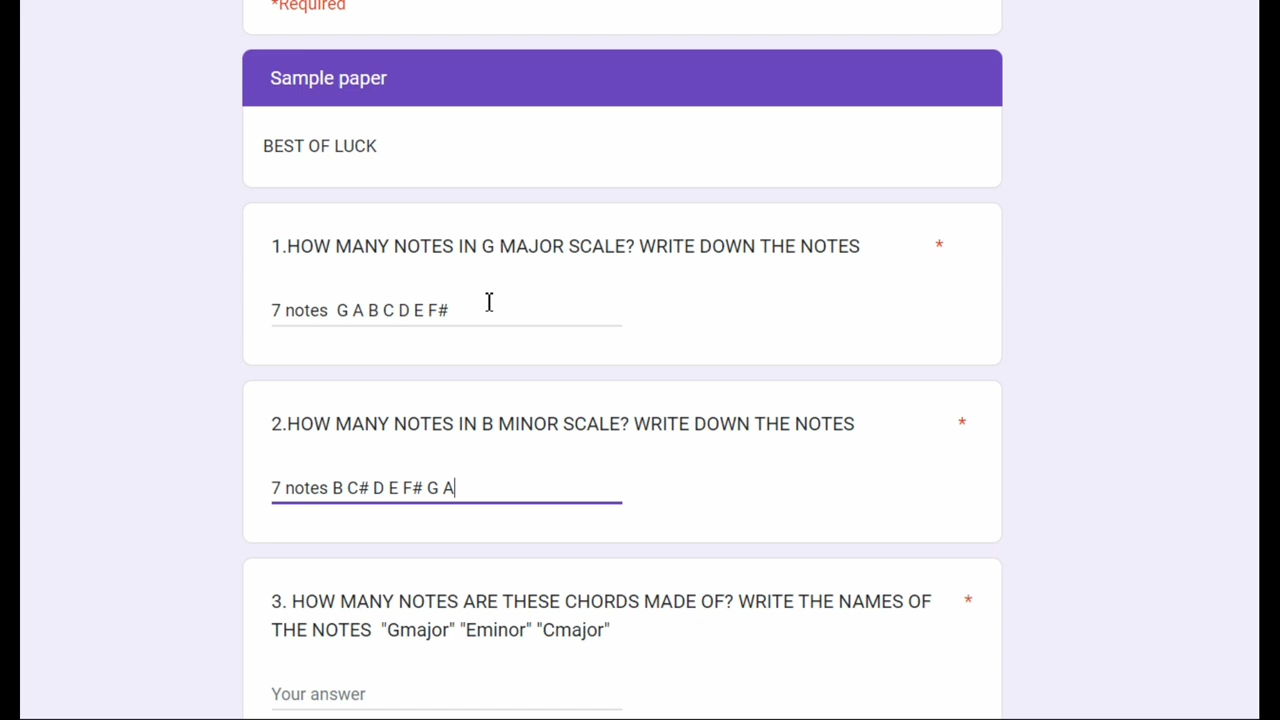 *Required
Sample paper
BEST OF LUCK
1.HOW MANY NOTES IN G MAJOR SCALE? WRITE DOWN THE NOTES *
7 notes  G A B C D E F#
2.HOW MANY NOTES IN B MINOR SCALE? WRITE DOWN THE NOTES *
7 notes B C# D E F# G A
3. HOW MANY NOTES ARE THESE CHORDS MADE OF? WRITE THE NAMES OF *
THE NOTES  "Gmajor" "Eminor" "Cmajor"
Your answer